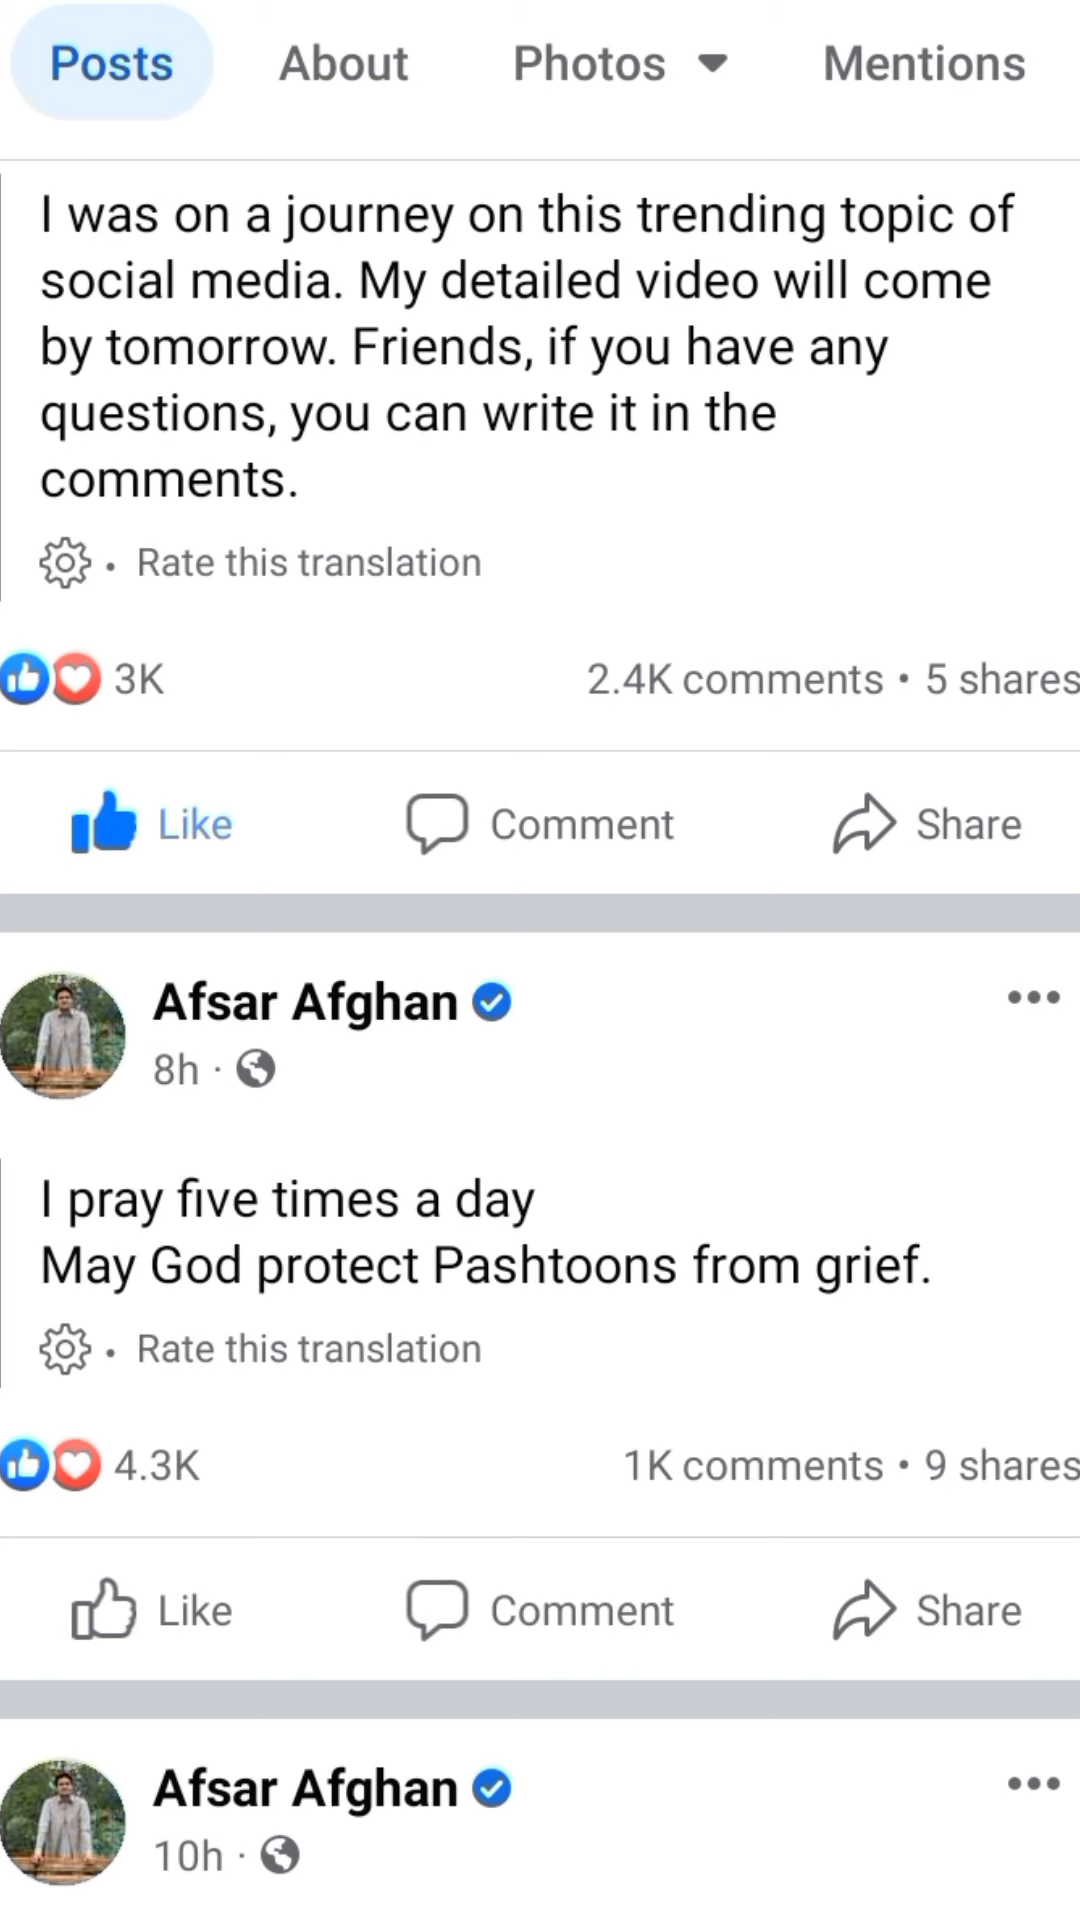 Posts About Photos Mentions
I was on a journey on this trending topic of
social media. My detailed video will come
by tomorrow. Friends, if you have any
questions, you can write it in the
comments.
• Rate this translation
3K 2.4K comments • 5 shares
Like Comment Share
Afsar Afghan
8h ·
I pray five times a day
May God protect Pashtoons from grief.
• Rate this translation
4.3K 1K comments • 9 shares
Like Comment Share
Afsar Afghan
10h ·